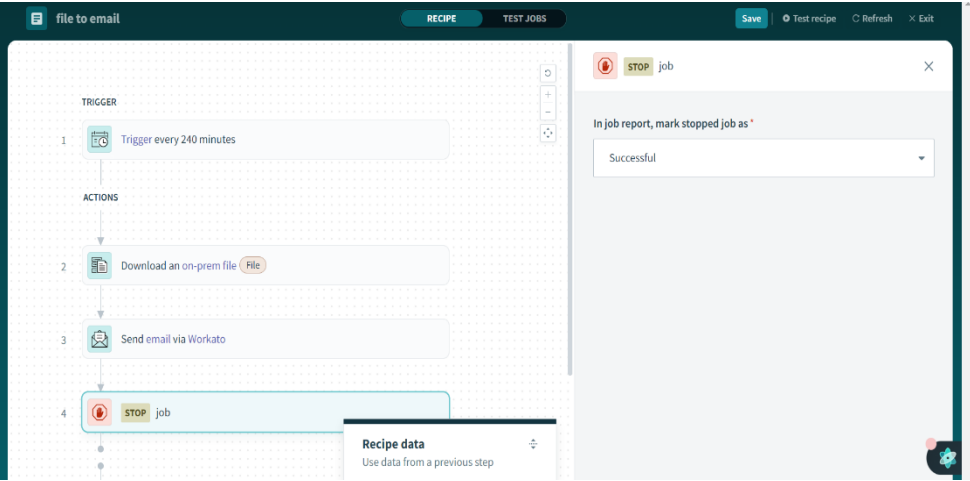 file to email
RECIPE
TEST JOBS
Save
Test recipe
Refresh
Exit
TRIGGER
1
Trigger every 240 minutes
ACTIONS
2
Download an on-prem file File
3
Send email via Workato
4
STOP job
Recipe data
Use data from a previous step
STOP job
In job report, mark stopped job as *
Successful